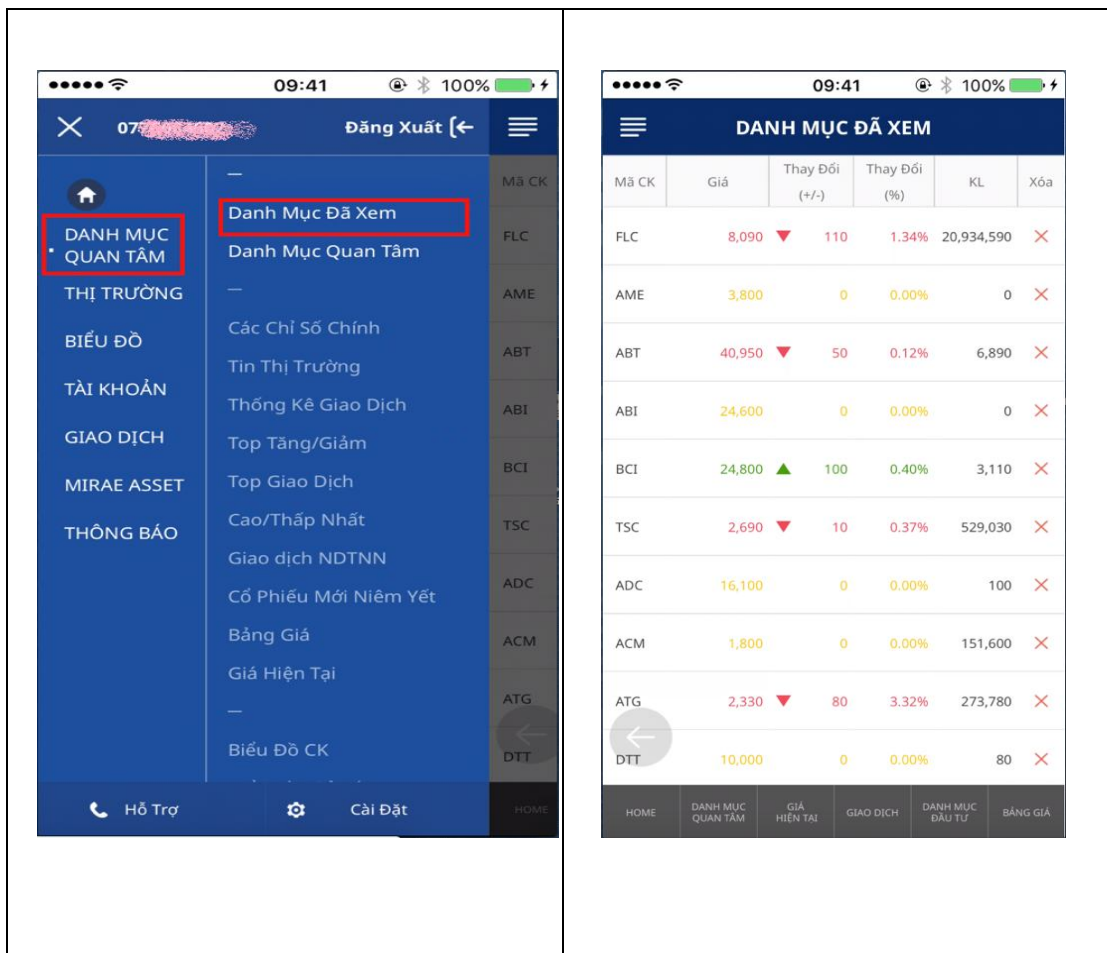 09:41 100%
07 Đăng Xuất
Mã CK
DANH MỤC
QUAN TÂM
THỊ TRƯỜNG
BIỂU ĐỒ
TÀI KHOẢN
GIAO DỊCH
MIRAE ASSET
THÔNG BÁO
Danh Mục Đã Xem
Danh Mục Quan Tâm
Các Chỉ Số Chính
Tin Thị Trường
Thống Kê Giao Dịch
Top Tăng/Giảm
Top Giao Dịch
Cao/Thấp Nhất
Giao dịch NDTNN
Cổ Phiếu Mới Niêm Yết
Bảng Giá
Giá Hiện Tại
Biểu Đồ CK
FLC
AME
ABT
ABI
BCI
TSC
ADC
ACM
ATG
DTT
Hỗ Trợ Cài Đặt HOME
09:41 100%
DANH MỤC ĐÃ XEM
Mã CK Giá Thay Đổi (+/-) Thay Đổi (%) KL Xóa
FLC 8,090 ▼ 110 1.34% 20,934,590
AME 3,800 0 0.00% 0
ABT 40,950 ▼ 50 0.12% 6,890
ABI 24,600 0 0.00% 0
BCI 24,800 ▲ 100 0.40% 3,110
TSC 2,690 ▼ 10 0.37% 529,030
ADC 16,100 0 0.00% 100
ACM 1,800 0 0.00% 151,600
ATG 2,330 ▼ 80 3.32% 273,780
DTT 10,000 0 0.00% 80
HOME DANH MỤC QUAN TÂM GIÁ HIỆN TẠI GIAO DỊCH DANH MỤC ĐẦU TƯ BẢNG GIÁ